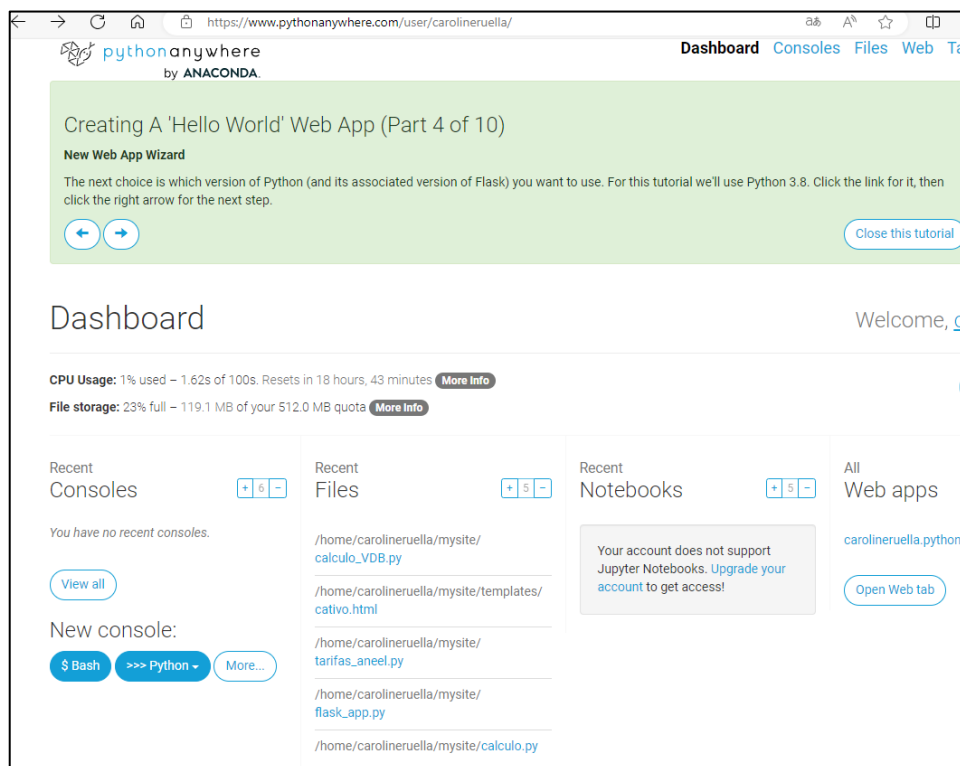 https://www.pythonanywhere.com/user/carolineruella/
pythonanywhere
by ANACONDA.
Dashboard Consoles Files Web
Creating A 'Hello World' Web App (Part 4 of 10)
New Web App Wizard
The next choice is which version of Python (and its associated version of Flask) you want to use. For this tutorial we'll use Python 3.8. Click the link for it, then
click the right arrow for the next step.
Close this tutorial
Dashboard
Welcome,
CPU Usage: 1% used – 1.62s of 100s. Resets in 18 hours, 43 minutes More Info
File storage: 23% full – 119.1 MB of your 512.0 MB quota More Info
Recent
Consoles
+ 6 −
You have no recent consoles.
View all
New console:
$ Bash >>> Python More...
Recent
Files
+ 5 −
/home/carolineruella/mysite/
calculo_VDB.py
/home/carolineruella/mysite/templates/
cativo.html
/home/carolineruella/mysite/
tarifas_aneel.py
/home/carolineruella/mysite/
flask_app.py
/home/carolineruella/mysite/calculo.py
Recent
Notebooks
+ 5 −
Your account does not support
Jupyter Notebooks. Upgrade your
account to get access!
All
Web apps
carolineruella.python
Open Web tab